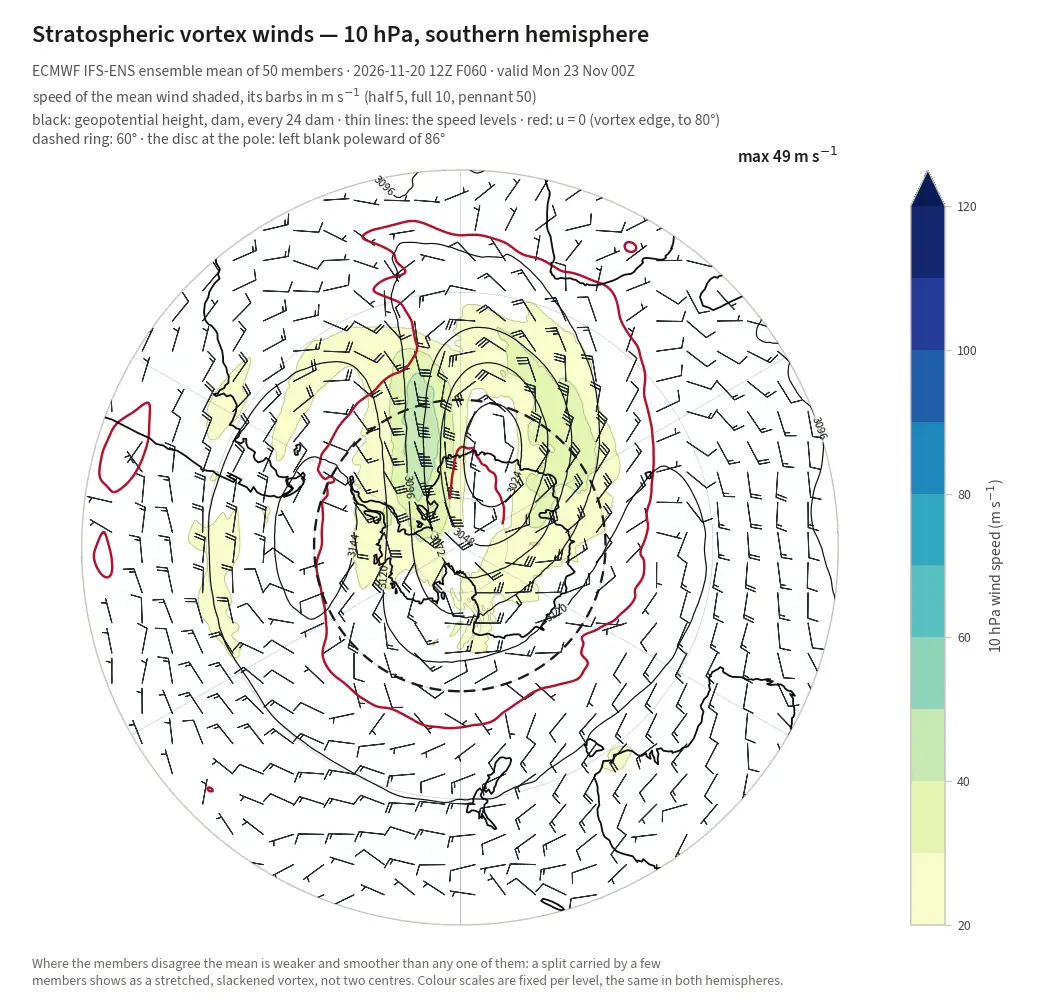 Stratospheric vortex winds — 10 hPa, southern hemisphere
ECMWF IFS-ENS ensemble mean of 50 members · 2026-11-20 12Z F060 · valid Mon 23 Nov 00Z
speed of the mean wind shaded, its barbs in m s⁻¹ (half 5, full 10, pennant 50)
black: geopotential height, dam, every 24 dam · thin lines: the speed levels · red: u = 0 (vortex edge, to 80°)
dashed ring: 60° · the disc at the pole: left blank poleward of 86°
max 49 m s⁻¹
3096
120
100
3096
80
3024
3096
3048
3072
3144
3120
3120
60
10 hPa wind speed (m s⁻¹)
40
20
Where the members disagree the mean is weaker and smoother than any one of them: a split carried by a few
members shows as a stretched, slackened vortex, not two centres. Colour scales are fixed per level, the same in both hemispheres.